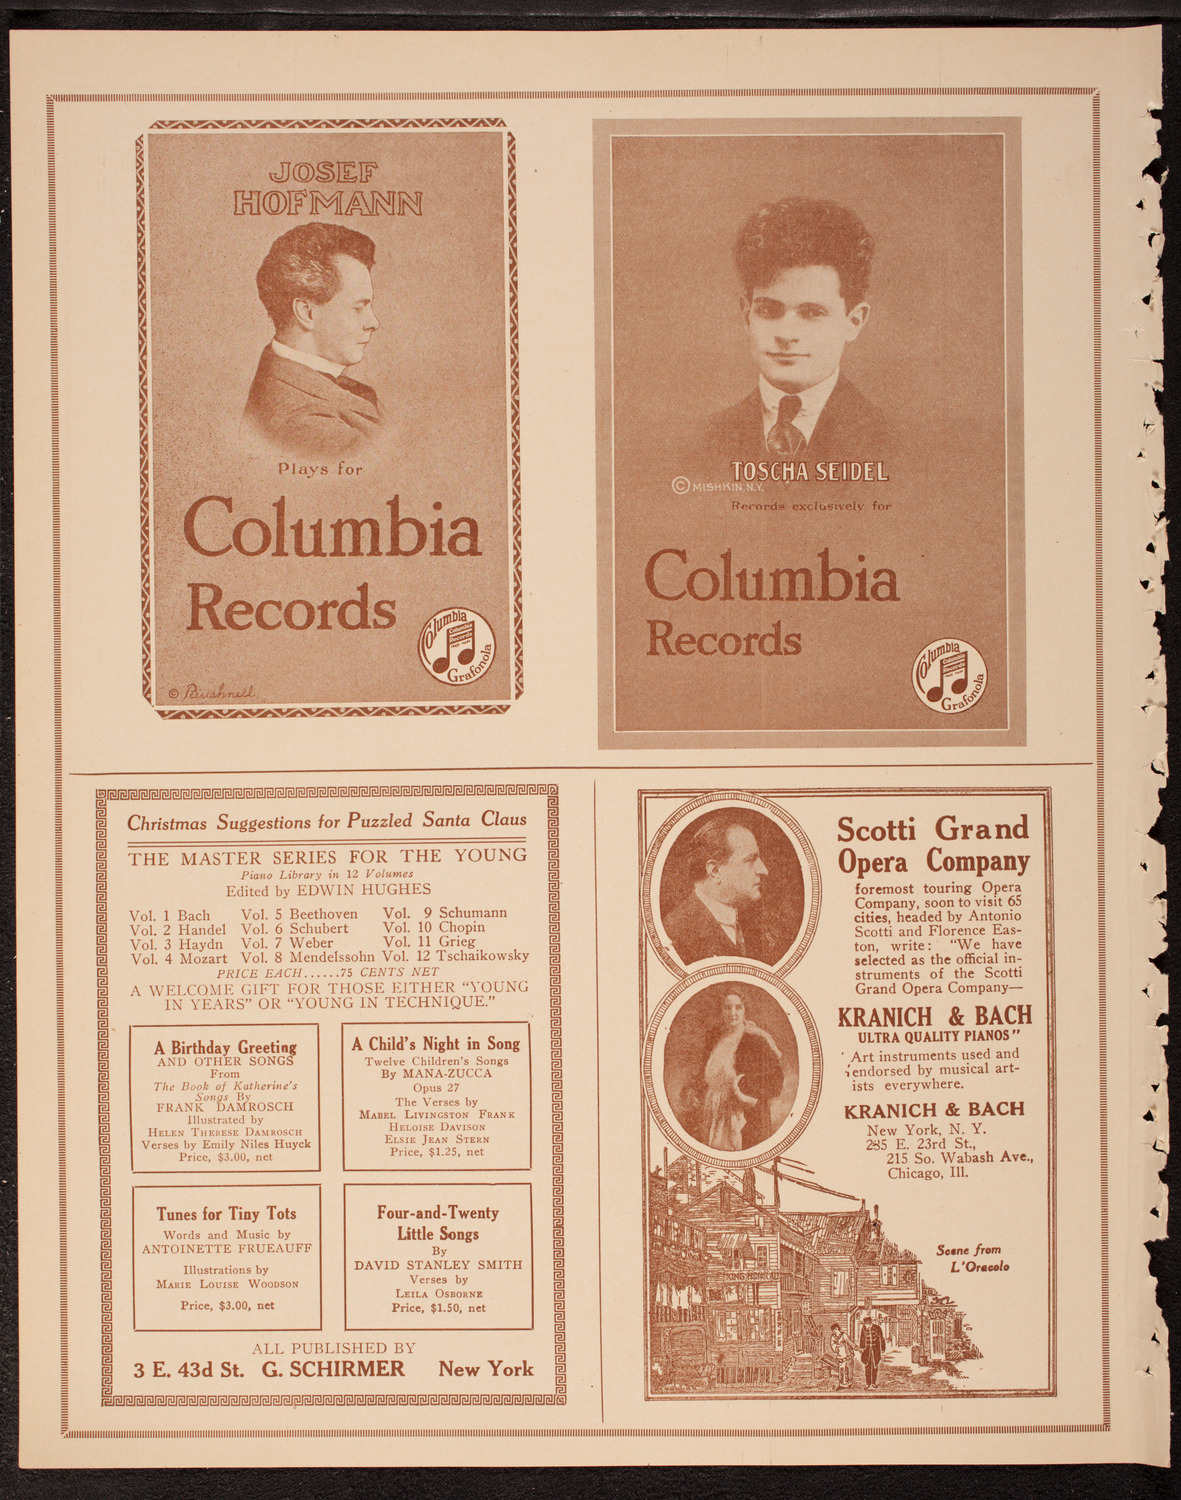 JOSEF
HOFMANN
Plays for
Columbia
Records
Columbia
Columbia
Records
Grafonola
© Bushnell
TOSCHA SEIDEL
© MISHKIN, N.Y.
Records exclusively for
Columbia
Records
Columbia
Columbia
Records
Grafonola
Christmas Suggestions for Puzzled Santa Claus
THE MASTER SERIES FOR THE YOUNG
Piano Library in 12 Volumes
Edited by EDWIN HUGHES
Vol. 1 Bach Vol. 5 Beethoven Vol. 9 Schumann
Vol. 2 Handel Vol. 6 Schubert Vol. 10 Chopin
Vol. 3 Haydn Vol. 7 Weber Vol. 11 Grieg
Vol. 4 Mozart Vol. 8 Mendelssohn Vol. 12 Tschaikowsky
PRICE EACH......75 CENTS NET
A WELCOME GIFT FOR THOSE EITHER “YOUNG
IN YEARS” OR “YOUNG IN TECHNIQUE.”
A Birthday Greeting
AND OTHER SONGS
From
The Book of Katherine's
Songs By
FRANK DAMROSCH
Illustrated by
HELEN THERESE DAMROSCH
Verses by Emily Niles Huyck
Price, $3.00, net
A Child's Night in Song
Twelve Children's Songs
By MANA-ZUCCA
Opus 27
The Verses by
MABEL LIVINGSTON FRANK
HELOISE DAVISON
ELSIE JEAN STERN
Price, $1.25, net
Tunes for Tiny Tots
Words and Music by
ANTOINETTE FRUEAUFF
Illustrations by
MARIE LOUISE WOODSON
Price, $3.00, net
Four-and-Twenty
Little Songs
By
DAVID STANLEY SMITH
Verses by
LEILA OSBORNE
Price, $1.50, net
ALL PUBLISHED BY
3 E. 43d St. G. SCHIRMER New York
Scotti Grand
Opera Company
foremost touring Opera
Company, soon to visit 65
cities, headed by Antonio
Scotti and Florence Eas-
ton, write: “We have
selected as the official in-
struments of the Scotti
Grand Opera Company—
KRANICH & BACH
ULTRA QUALITY PIANOS”
Art instruments used and
endorsed by musical art-
ists everywhere.
KRANICH & BACH
New York, N. Y.
235 E. 23rd St.,
215 So. Wabash Ave.,
Chicago, Ill.
Scene from
L'Oracolo